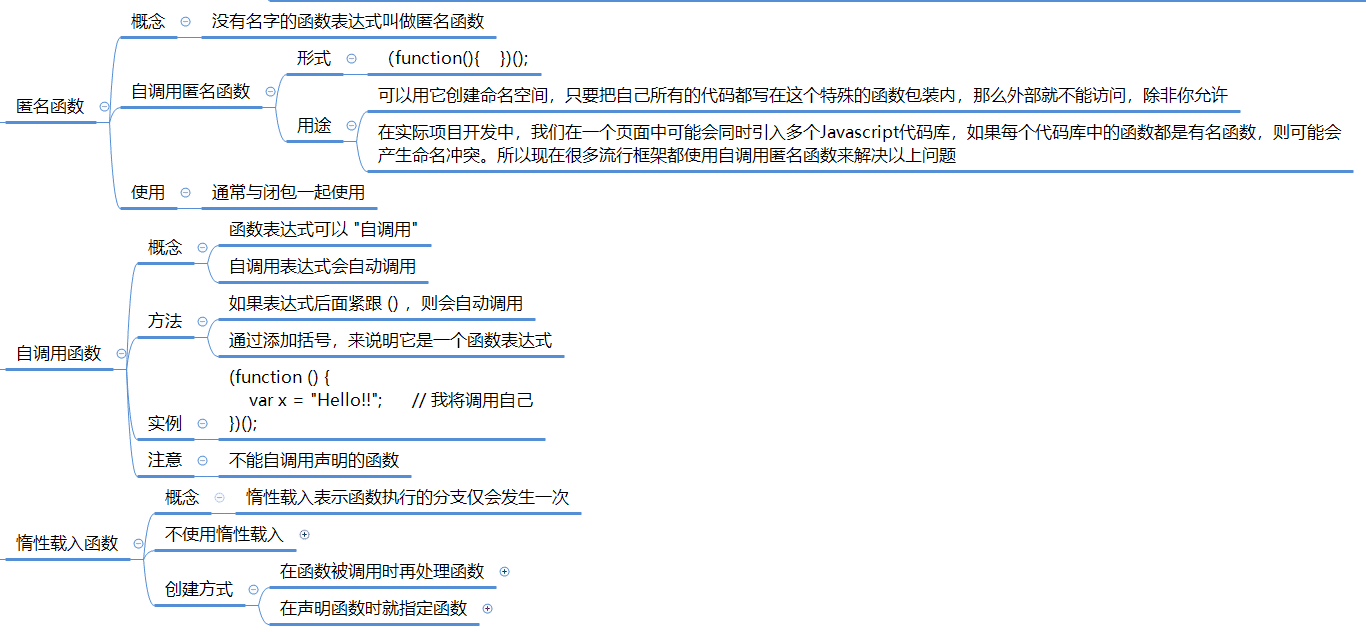 匿名函数
概念
没有名字的函数表达式叫做匿名函数
自调用匿名函数
形式
(function(){    })();
用途
可以用它创建命名空间，只要把自己所有的代码都写在这个特殊的函数包装内，那么外部就不能访问，除非你允许
在实际项目开发中，我们在一个页面中可能会同时引入多个Javascript代码库，如果每个代码库中的函数都是有名函数，则可能会
产生命名冲突。所以现在很多流行框架都使用自调用匿名函数来解决以上问题
使用
通常与闭包一起使用
自调用函数
概念
函数表达式可以 "自调用"
自调用表达式会自动调用
方法
如果表达式后面紧跟 () ，则会自动调用
通过添加括号，来说明它是一个函数表达式
实例
(function () {
    var x = "Hello!!";      // 我将调用自己
})();
注意
不能自调用声明的函数
惰性载入函数
概念
惰性载入表示函数执行的分支仅会发生一次
不使用惰性载入
创建方式
在函数被调用时再处理函数
在声明函数时就指定函数